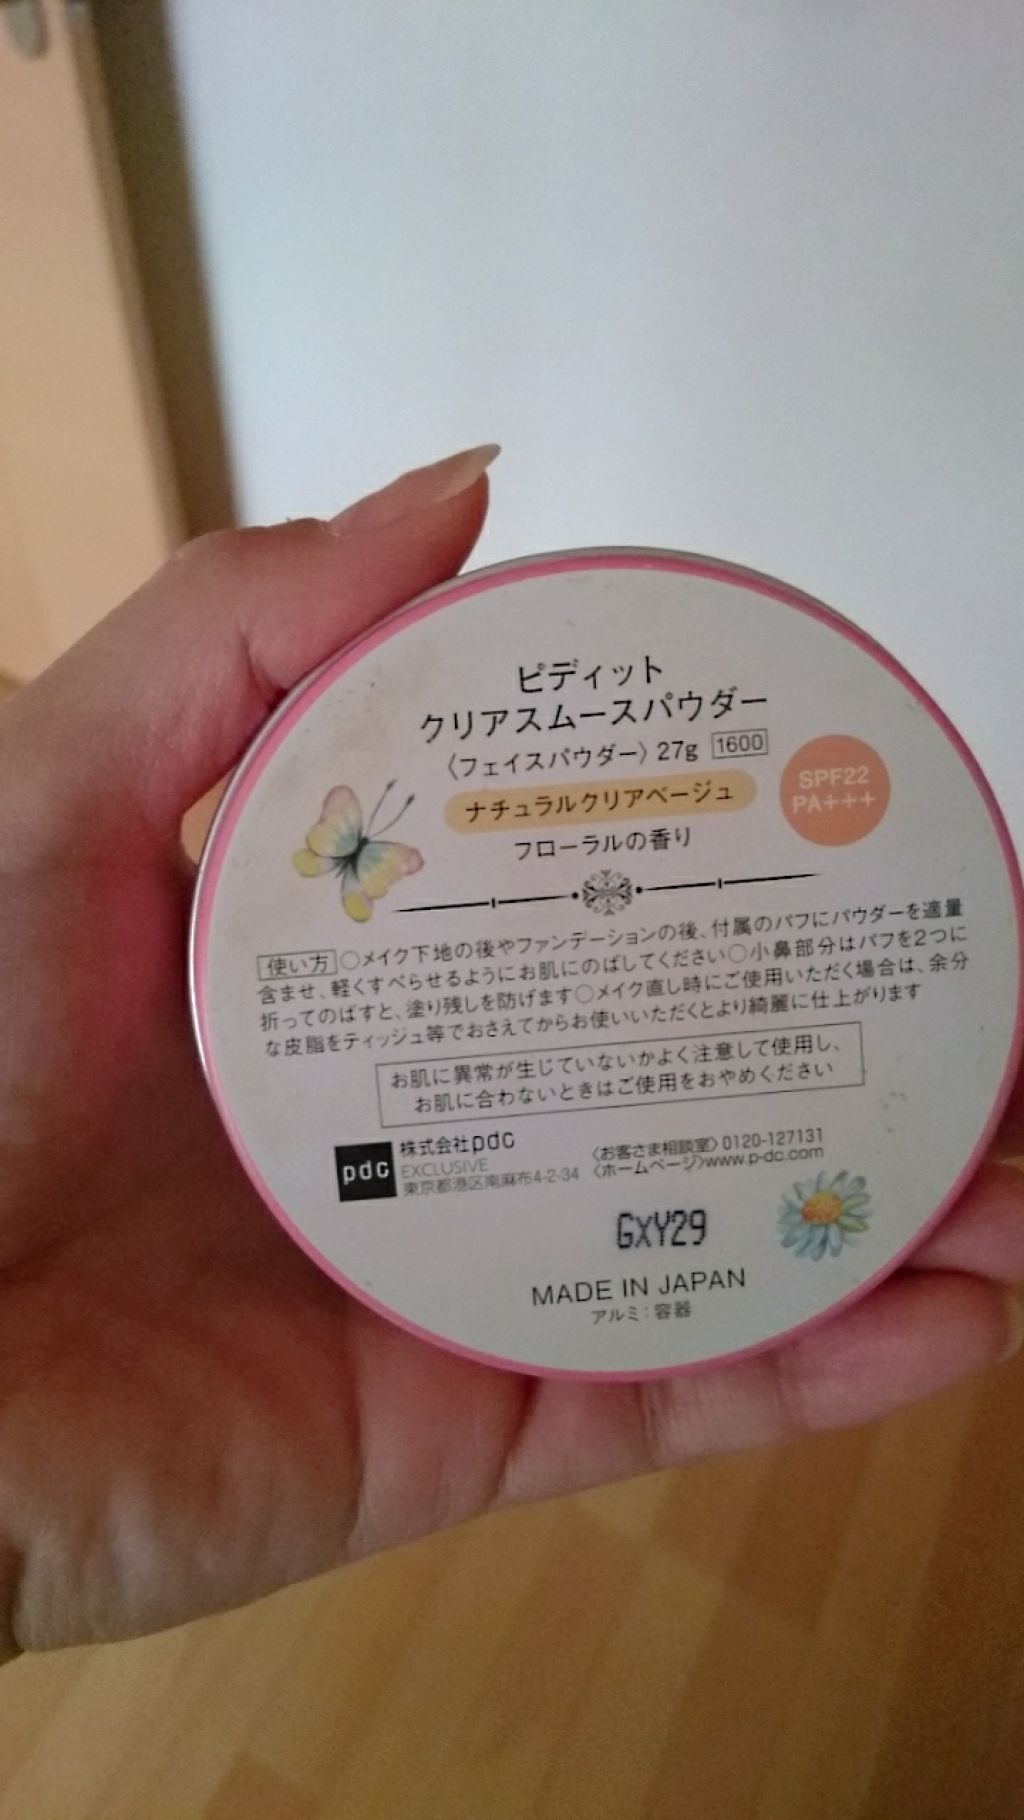 ピディット
クリアスムースパウダー
〈フェイスパウダー〉27g 1600
ナチュラルクリアベージュ
SPF22
PA+++
フローラルの香り
使い方 ○メイク下地の後やファンデーションの後、付属のパフにパウダーを適量
含ませ、軽くすべらせるようにお肌にのばしてください○小鼻部分はパフを2つに
折ってのばすと、塗り残しを防げます○メイク直し時にご使用いただく場合は、余分
な皮脂をティッシュ等でおさえてからお使いいただくとより綺麗に仕上がります
お肌に異常が生じていないかよく注意して使用し、
お肌に合わないときはご使用をおやめください
pdc
株式会社pdc
EXCLUSIVE
東京都港区南麻布4-2-34
〈お客さま相談室〉0120-127131
〈ホームページ〉www.p-dc.com
GXY29
MADE IN JAPAN
アルミ:容器